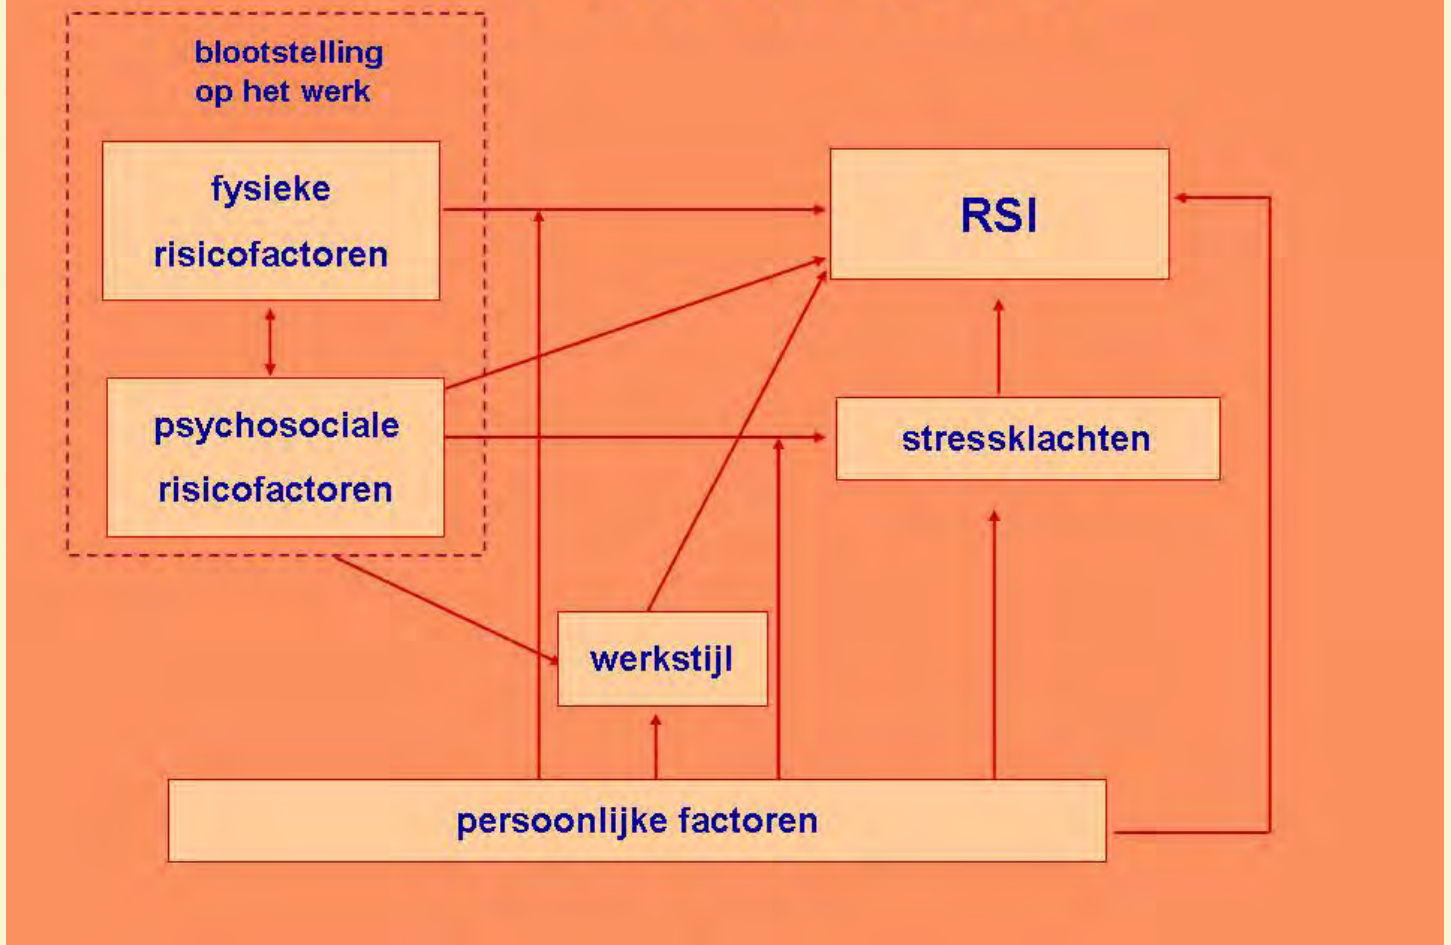 blootstelling
op het werk
fysieke
risicofactoren
RSI
psychosociale
risicofactoren
stressklachten
werkstijl
persoonlijke factoren